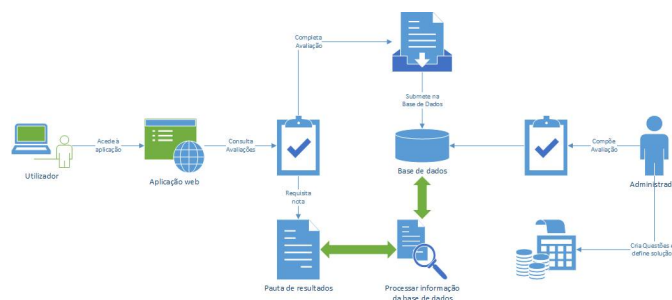 Completa
Avaliação
Submete na
Base de Dados
Acede à
aplicação
Consulta
Avaliações
Compõe
Avaliação
Utilizador
Aplicação web
Base de dados
Administrad
Requisita
nota
Cria Questões e
define solução
Pauta de resultados
Processar informação
da base de dados